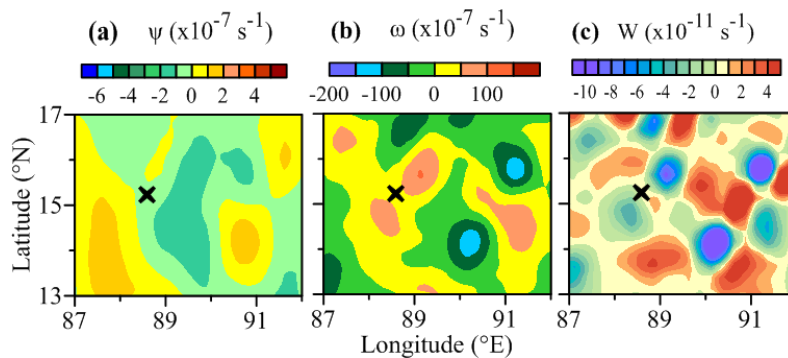 (a) ψ (x10⁻⁷ s⁻¹) (b) ω (x10⁻⁷ s⁻¹) (c) W (x10⁻¹¹ s⁻¹)
-6 -4 -2 0 2 4 -200 -100 0 100 -10 -8 -6 -4 -2 0 2 4
17
15
13
Latitude (°N)
87 89 91 87 89 91 87 89 91
Longitude (°E)